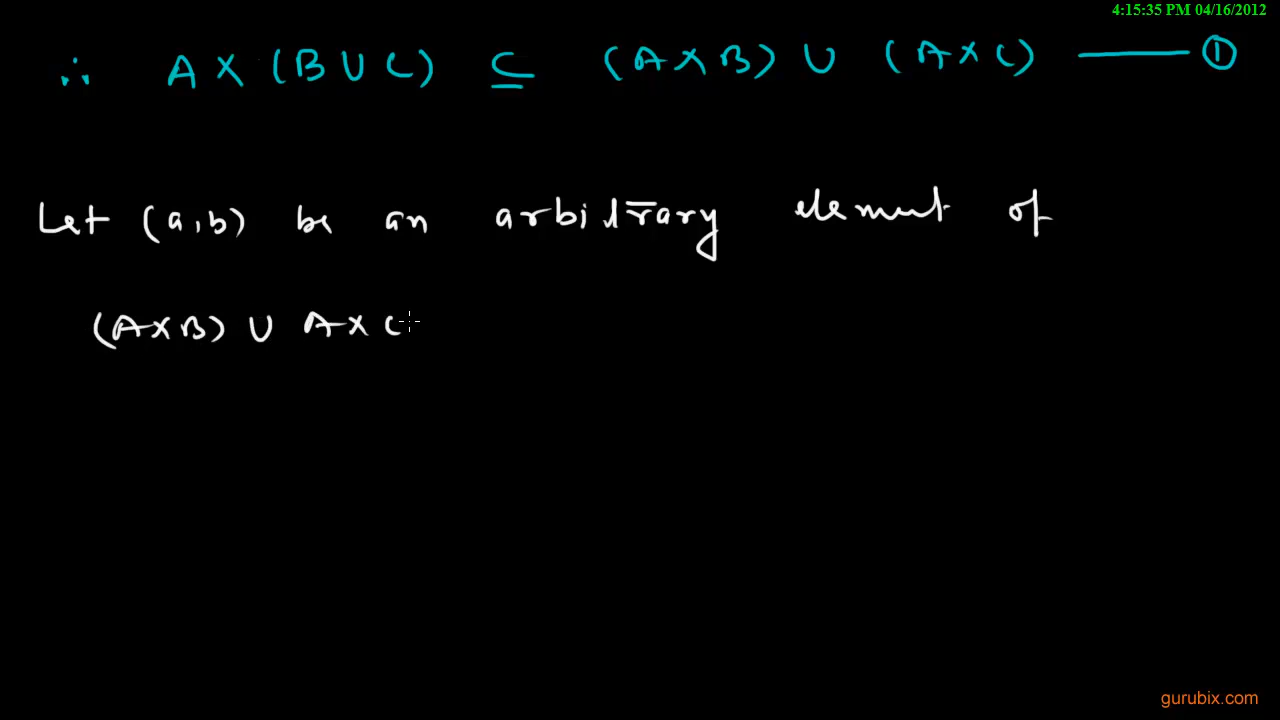 4:15:35 PM 04/16/2012
∴ A X (B U C) ⊆ (A X B) U (A X C) ——— ①
Let (a, b) be an arbitrary element of
(A X B) U A X C
gurubix.com